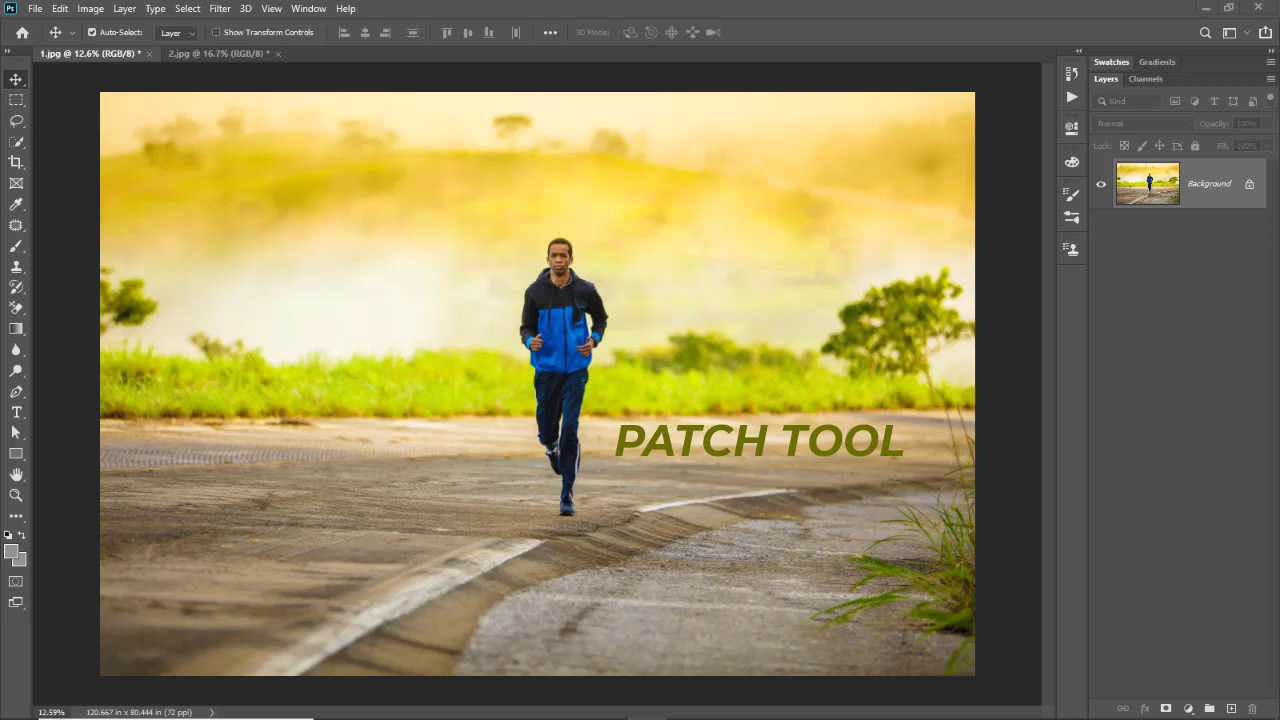 Ps File Edit Image Layer Type Select Filter 3D View Window Help
Auto-Select: Layer Show Transform Controls 3D Mode:
1.jpg @ 12.6% (RGB/8) * × 2.jpg @ 16.7% (RGB/8) * ×
Swatches Gradients
Layers Channels
Kind
Normal Opacity: 100%
Lock: Fill: 100%
Background
PATCH TOOL
12.59% 120.667 in x 80.444 in (72 ppi)